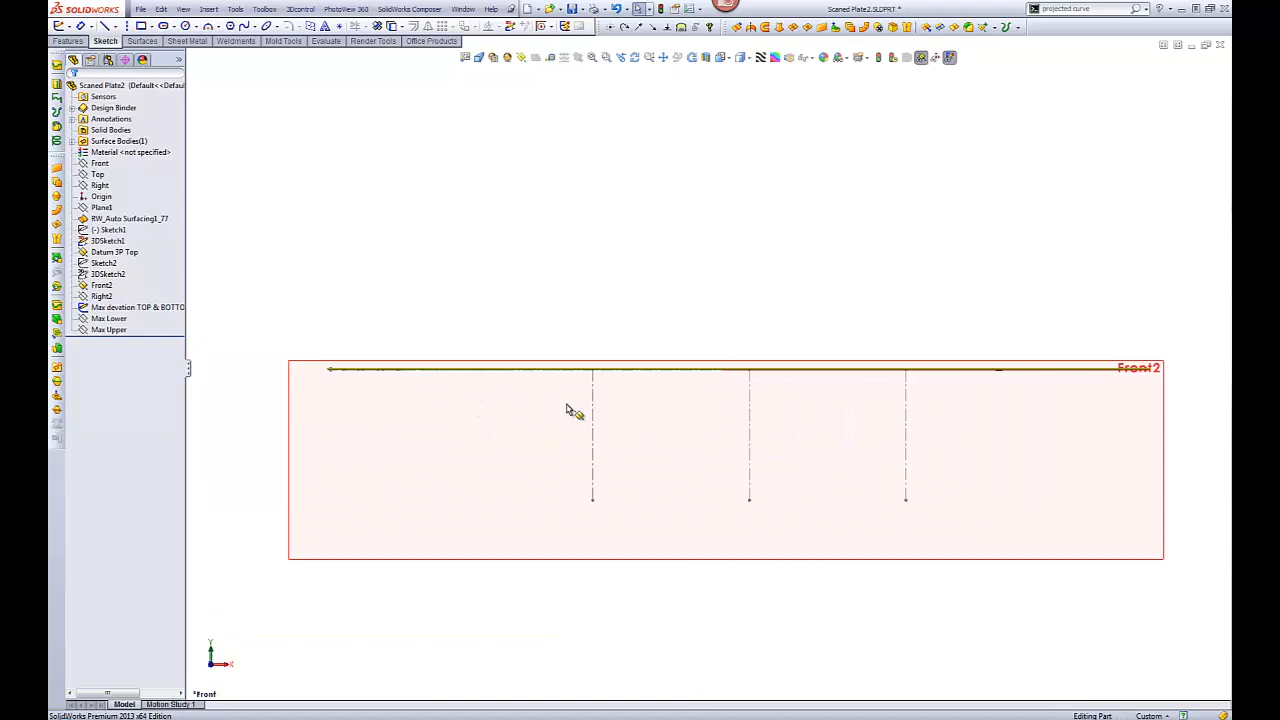 SOLIDWORKS File Edit View Insert Tools Toolbox 3Dcontrol PhotoView 360 SolidWorks Composer Window Help Scaned Plate2.SLDPRT * projected curve
Features Sketch Surfaces Sheet Metal Weldments Mold Tools Evaluate Render Tools Office Products
Scaned Plate2 (Default<<Defau
Sensors
Design Binder
Annotations
Solid Bodies
Surface Bodies(1)
Material <not specified>
Front
Top
Right
Origin
Plane1
RW_Auto Surfacing1_77
(-) Sketch1
3DSketch1
Datum 3P Top
Sketch2
3DSketch2
Front2
Right2
Max devation TOP & BOTTO
Max Lower
Max Upper
Front2
Y
X
*Front
Model Motion Study 1
SolidWorks Premium 2013 x64 Edition Editing Part Custom